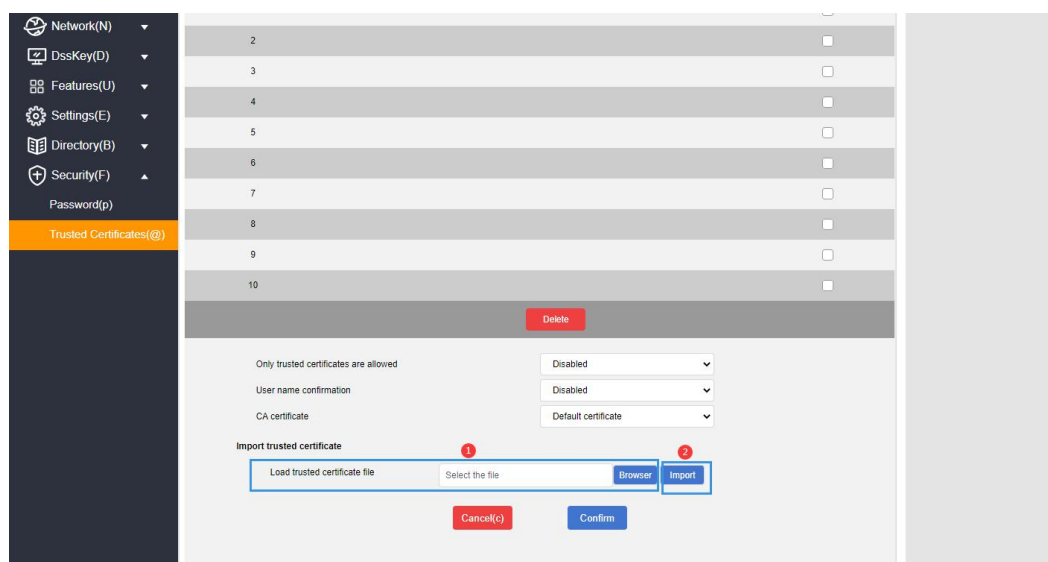 Network(N)
DssKey(D)
Features(U)
Settings(E)
Directory(B)
Security(F)
Password(p)
Trusted Certificates(@)
2
3
4
5
6
7
8
9
10
Delete
Only trusted certificates are allowed Disabled
User name confirmation Disabled
CA certificate Default certificate
Import trusted certificate
1 2
Load trusted certificate file Select the file Browser Import
Cancel(c) Confirm